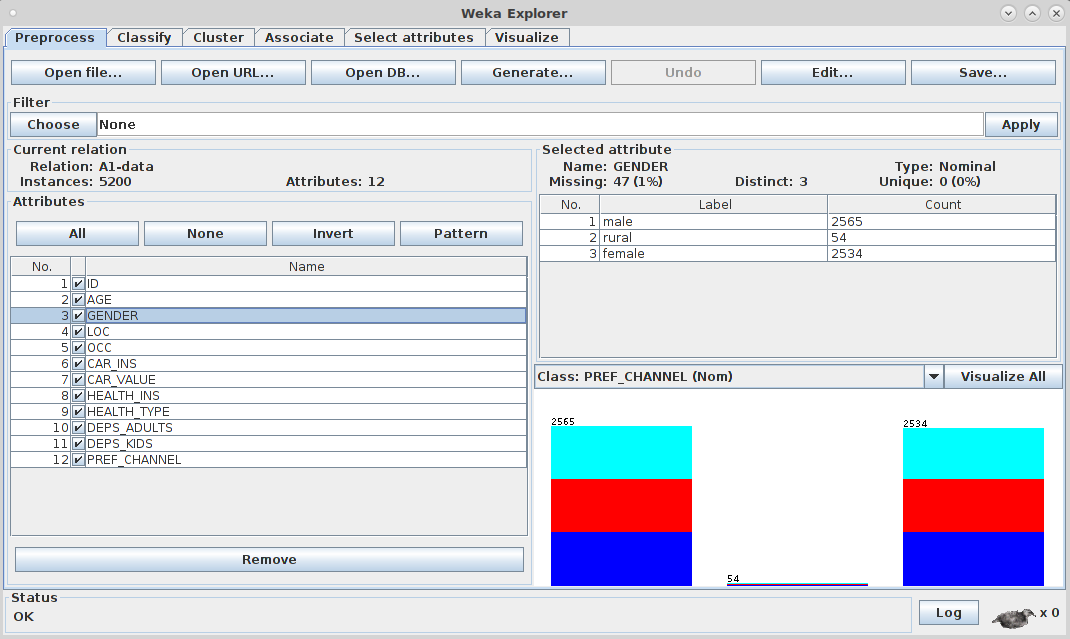 Weka Explorer
Preprocess Classify Cluster Associate Select attributes Visualize
Open file... Open URL... Open DB... Generate... Undo Edit... Save...
Filter
Choose None Apply
Current relation
Relation: A1-data
Instances: 5200 Attributes: 12
Attributes
All None Invert Pattern
No. Name
1 ID
2 AGE
3 GENDER
4 LOC
5 OCC
6 CAR_INS
7 CAR_VALUE
8 HEALTH_INS
9 HEALTH_TYPE
10 DEPS_ADULTS
11 DEPS_KIDS
12 PREF_CHANNEL
Remove
Selected attribute
Name: GENDER Type: Nominal
Missing: 47 (1%) Distinct: 3 Unique: 0 (0%)
No. Label Count
1 male 2565
2 rural 54
3 female 2534
Class: PREF_CHANNEL (Nom) Visualize All
2565
54
2534
Status
OK
Log x 0